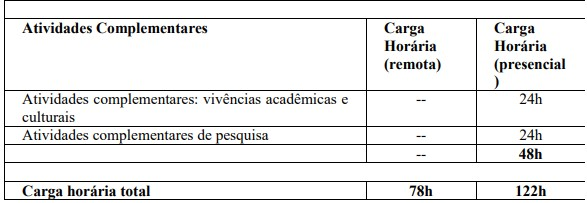 Atividades Complementares Carga Carga
Horária Horária
(remota) (presencial
)
Atividades complementares: vivências acadêmicas e -- 24h
culturais
Atividades complementares de pesquisa -- 24h
-- 48h
Carga horária total 78h 122h